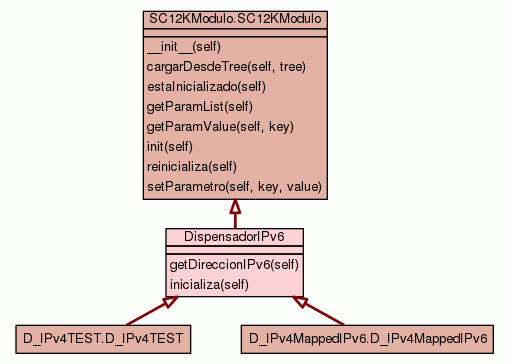 SC12KModulo.SC12KModulo
__init__(self)
cargarDesdeTree(self, tree)
estaInicializado(self)
getParamList(self)
getParamValue(self, key)
init(self)
reinicializa(self)
setParametro(self, key, value)
DispensadorIPv6
getDireccionIPv6(self)
inicializa(self)
D_IPv4TEST.D_IPv4TEST
D_IPv4MappedIPv6.D_IPv4MappedIPv6